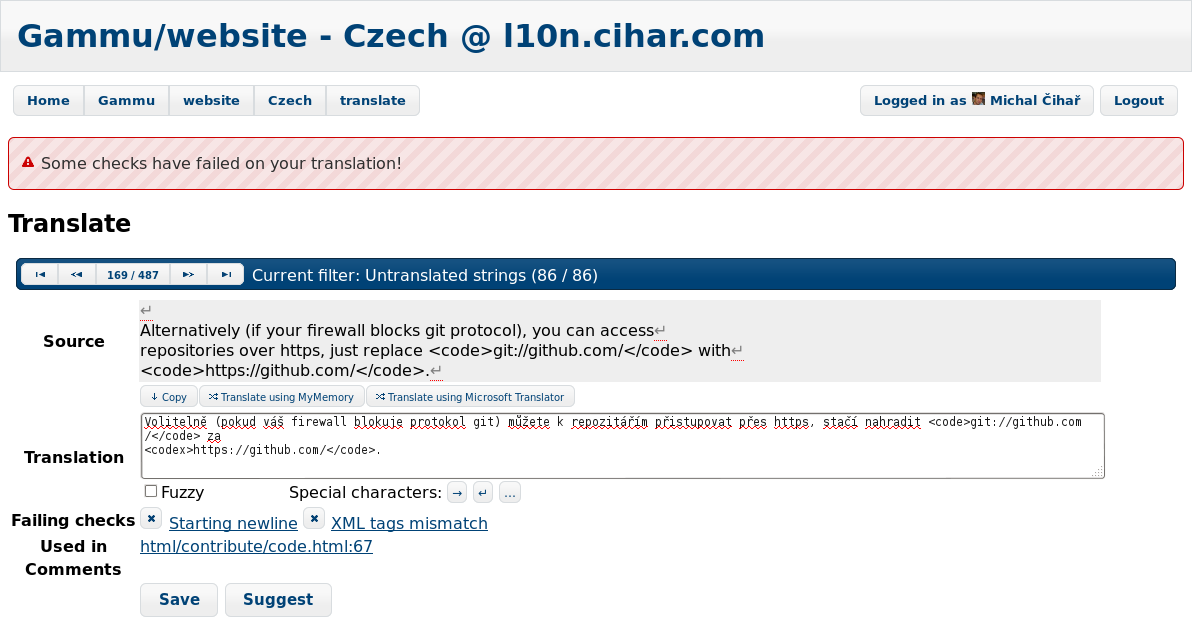 Gammu/website - Czech @ l10n.cihar.com
Home Gammu website Czech translate Logged in as Michal Čihař Logout
Some checks have failed on your translation!
Translate
169 / 487 Current filter: Untranslated strings (86 / 86)
Source
↵
Alternatively (if your firewall blocks git protocol), you can access↵
repositories over https, just replace <code>git://github.com/</code> with↵
<code>https://github.com/</code>.↵
Copy Translate using MyMemory Translate using Microsoft Translator
Translation
Volitelně (pokud váš firewall blokuje protokol git) můžete k repozitářím přistupovat přes https, stačí nahradit <code>git://github.com
/</code> za
<codex>https://github.com/</code>.
Fuzzy Special characters: → ↵ …
Failing checks Starting newline XML tags mismatch
Used in html/contribute/code.html:67
Comments
Save Suggest